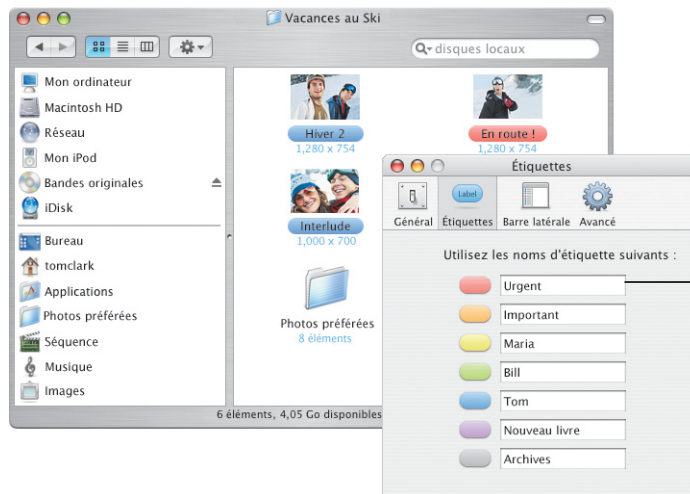 Vacances au Ski
disques locaux
Mon ordinateur
Macintosh HD
Réseau
Mon iPod
Bandes originales
iDisk
Bureau
tomclark
Applications
Photos préférées
Séquence
Musique
Images
Hiver 2
1,280 x 754
En route !
1,280 x 754
Interlude
1,000 x 700
Photos préférées
8 éléments
6 éléments, 4,05 Go disponibles
Étiquettes
Label
Général Étiquettes Barre latérale Avancé
Utilisez les noms d'étiquette suivants :
Urgent
Important
Maria
Bill
Tom
Nouveau livre
Archives